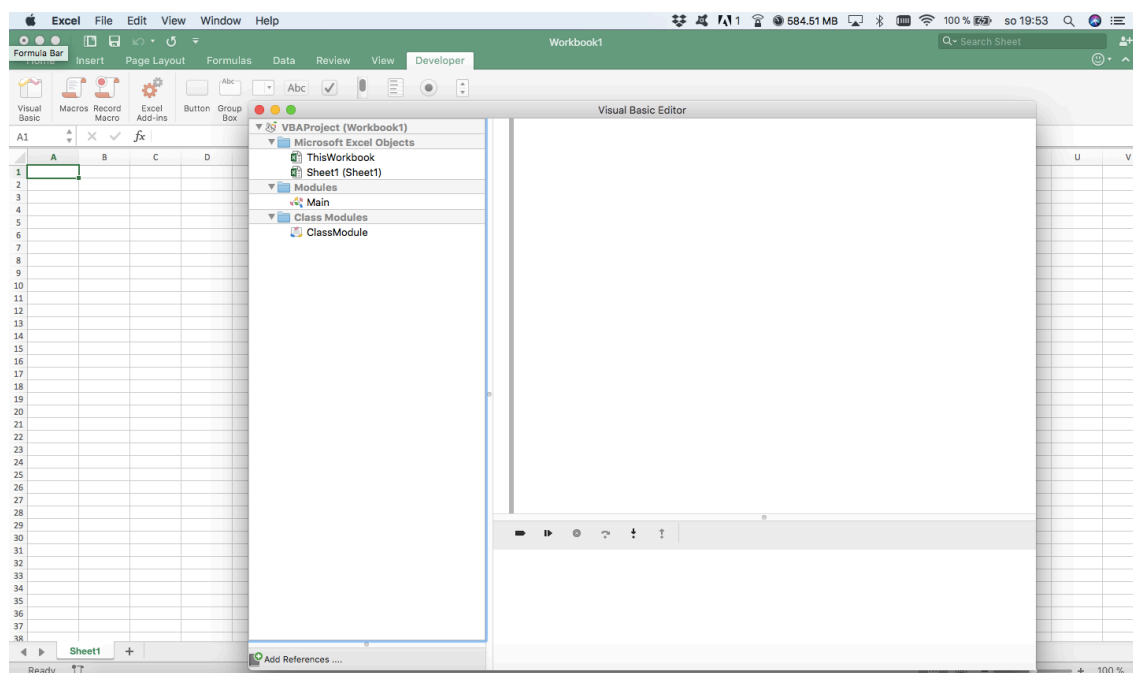 Excel File Edit View Window Help 1 584.51 MB 100 % so 19:53
Workbook1 Search Sheet
Formula Bar
Insert Page Layout Formulas Data Review View Developer
Abc Abc
Visual Basic Macros Record Macro Excel Add-ins Button Group Box
Visual Basic Editor
A1 fx
A B C D U V
VBAProject (Workbook1)
Microsoft Excel Objects
ThisWorkbook
Sheet1 (Sheet1)
Modules
Main
Class Modules
ClassModule
1
2
3
4
5
6
7
8
9
10
11
12
13
14
15
16
17
18
19
20
21
22
23
24
25
26
27
28
29
30
31
32
33
34
35
36
37
38
Sheet1 +
Add References ....
Ready + 100 %